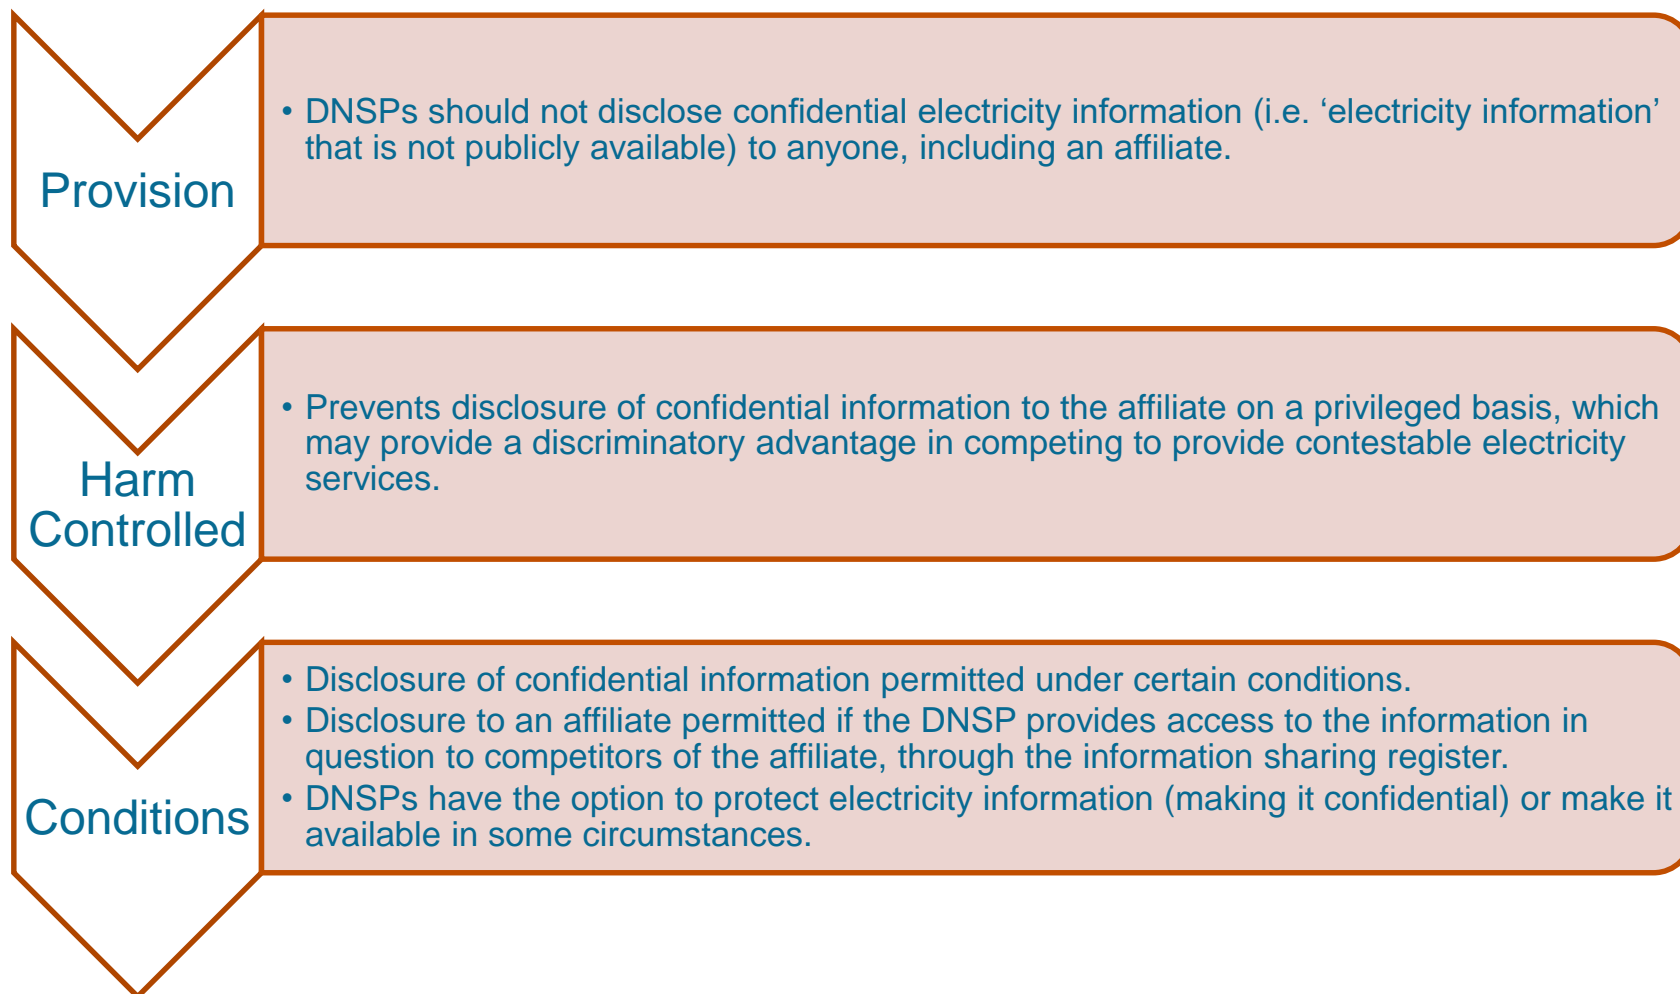 Provision
• DNSPs should not disclose confidential electricity information (i.e. ‘electricity information’
that is not publicly available) to anyone, including an affiliate.
Harm
Controlled
• Prevents disclosure of confidential information to the affiliate on a privileged basis, which
may provide a discriminatory advantage in competing to provide contestable electricity
services.
Conditions
• Disclosure of confidential information permitted under certain conditions.
• Disclosure to an affiliate permitted if the DNSP provides access to the information in
question to competitors of the affiliate, through the information sharing register.
• DNSPs have the option to protect electricity information (making it confidential) or make it
available in some circumstances.